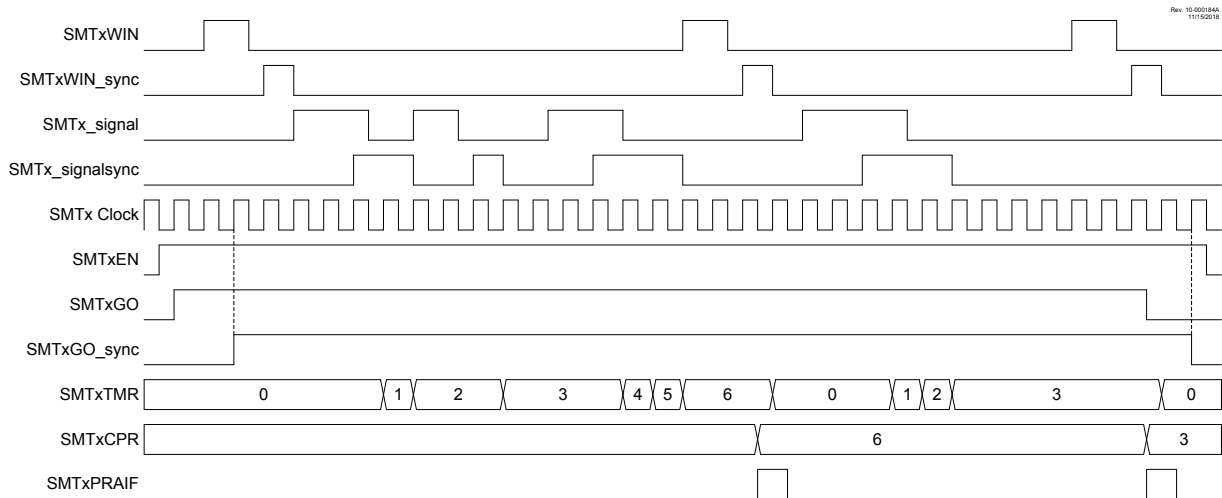 Rev. 10-000184A
11/15/2018
SMTxWIN
SMTxWIN_sync
SMTx_signal
SMTx_signalsync
SMTx Clock
SMTxEN
SMTxGO
SMTxGO_sync
SMTxTMR 0 1 2 3 4 5 6 0 1 2 3 0
SMTxCPR 6 3
SMTxPRAIF